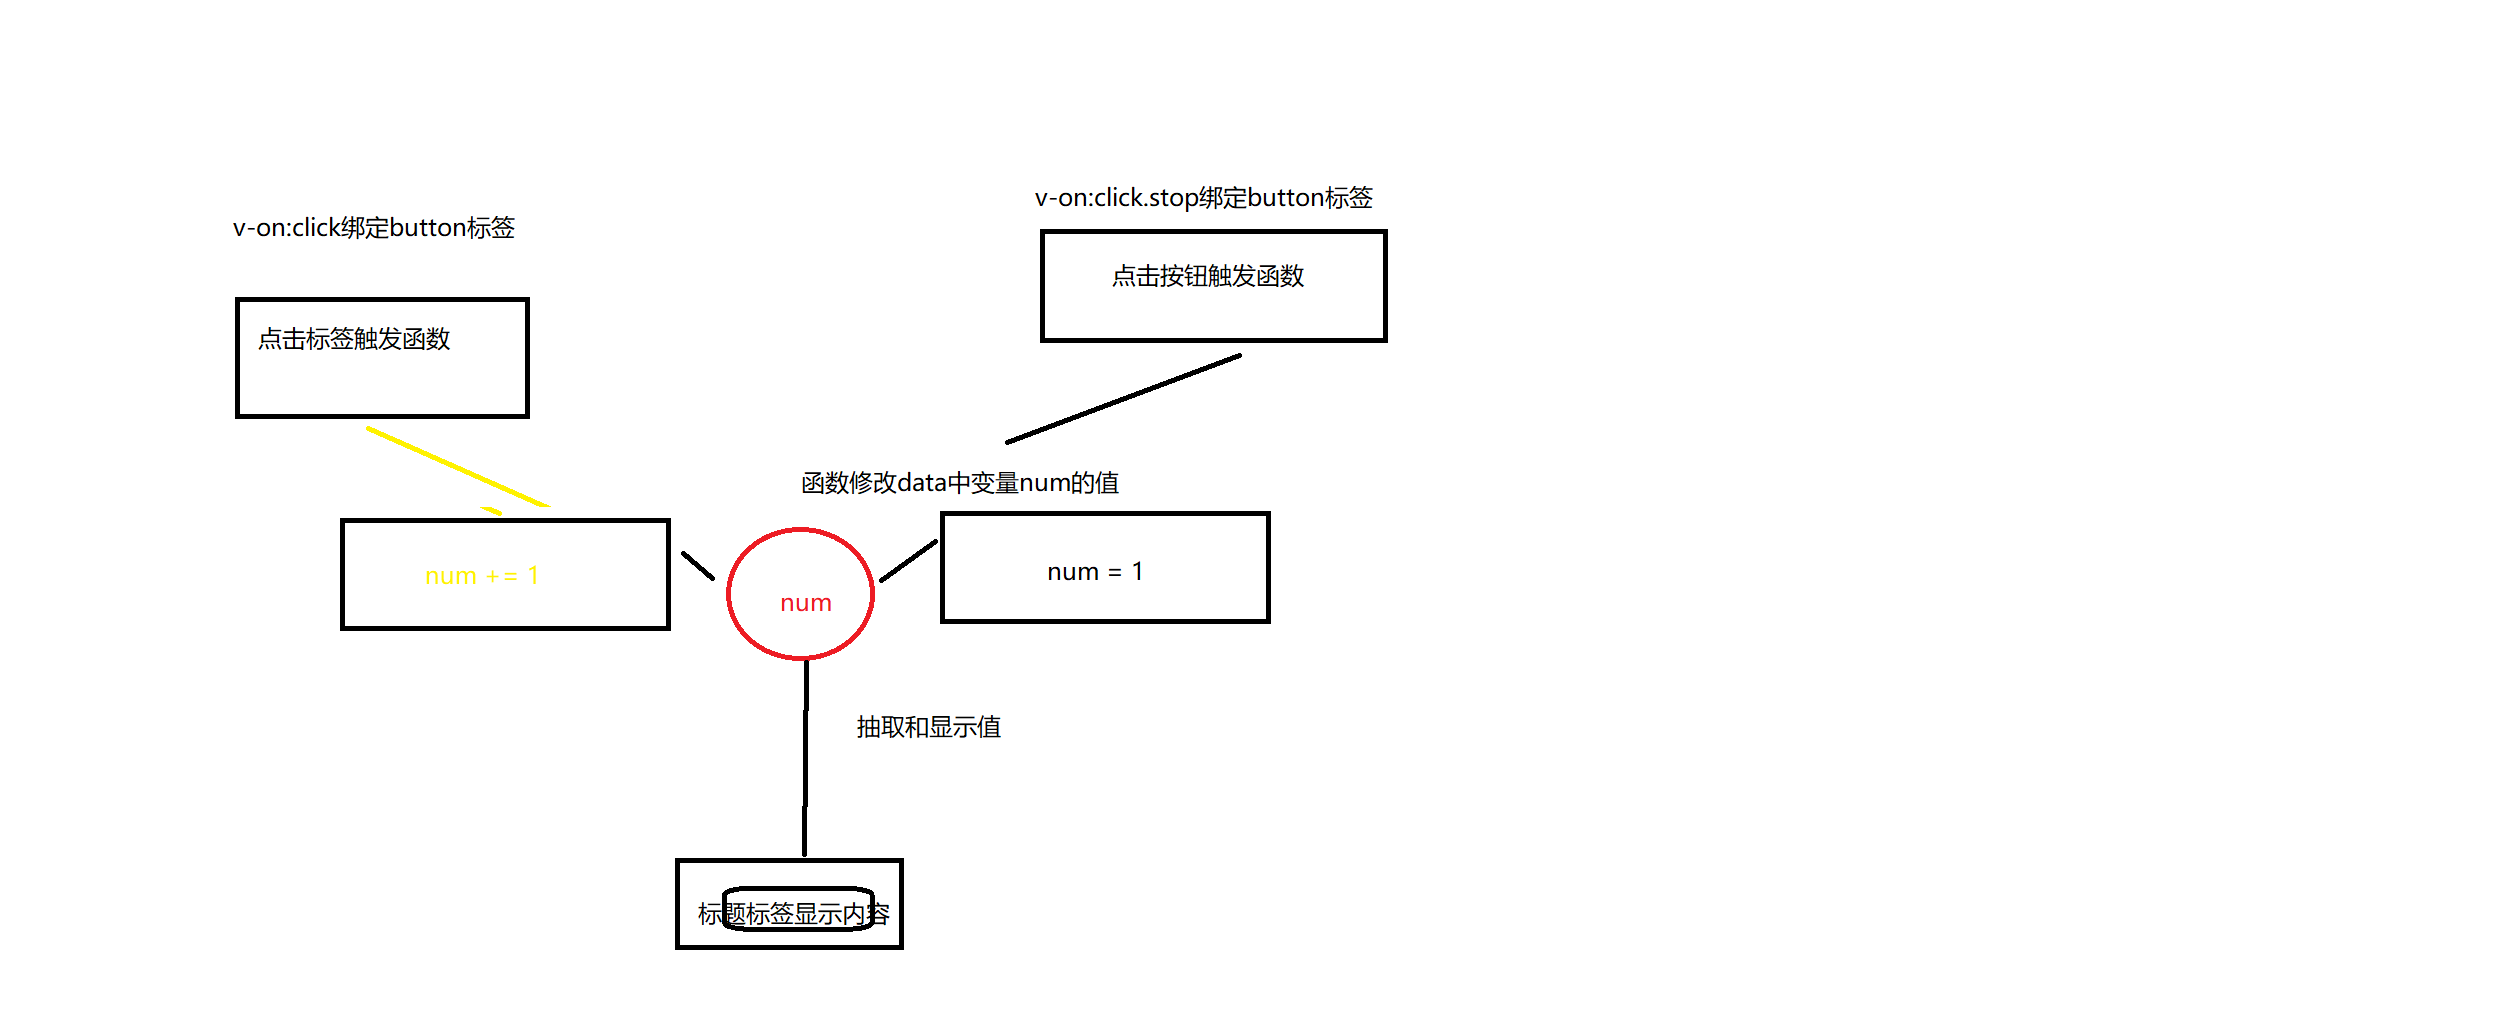 v-on:click.stop绑定button标签
v-on:click绑定button标签
点击按钮触发函数
点击标签触发函数
函数修改data中变量num的值
num += 1
num
num = 1
抽取和显示值
标题标签显示内容